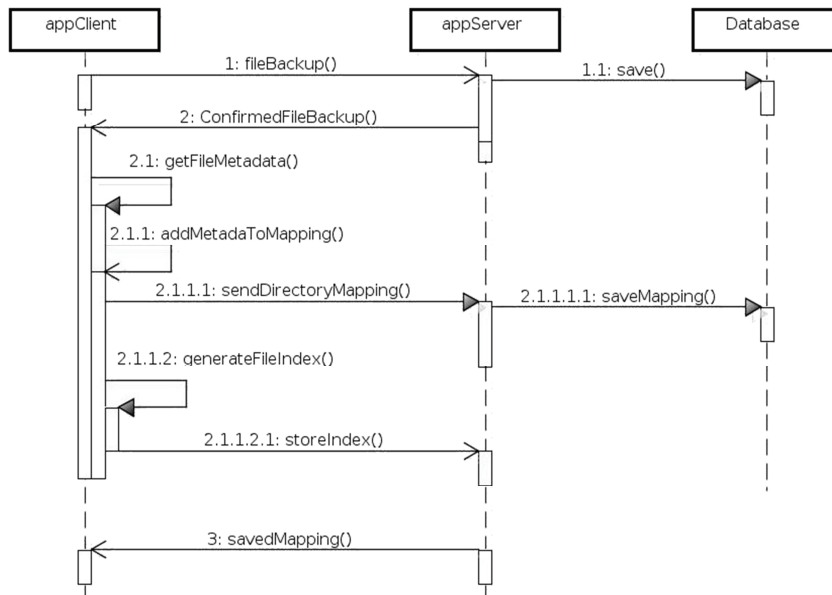 appClient
appServer
Database
1: fileBackup()
1.1: save()
2: ConfirmedFileBackup()
2.1: getFileMetadata()
2.1.1: addMetadaToMapping()
2.1.1.1: sendDirectoryMapping()
2.1.1.1.1: saveMapping()
2.1.1.2: generateFileIndex()
2.1.1.2.1: storeIndex()
3: savedMapping()